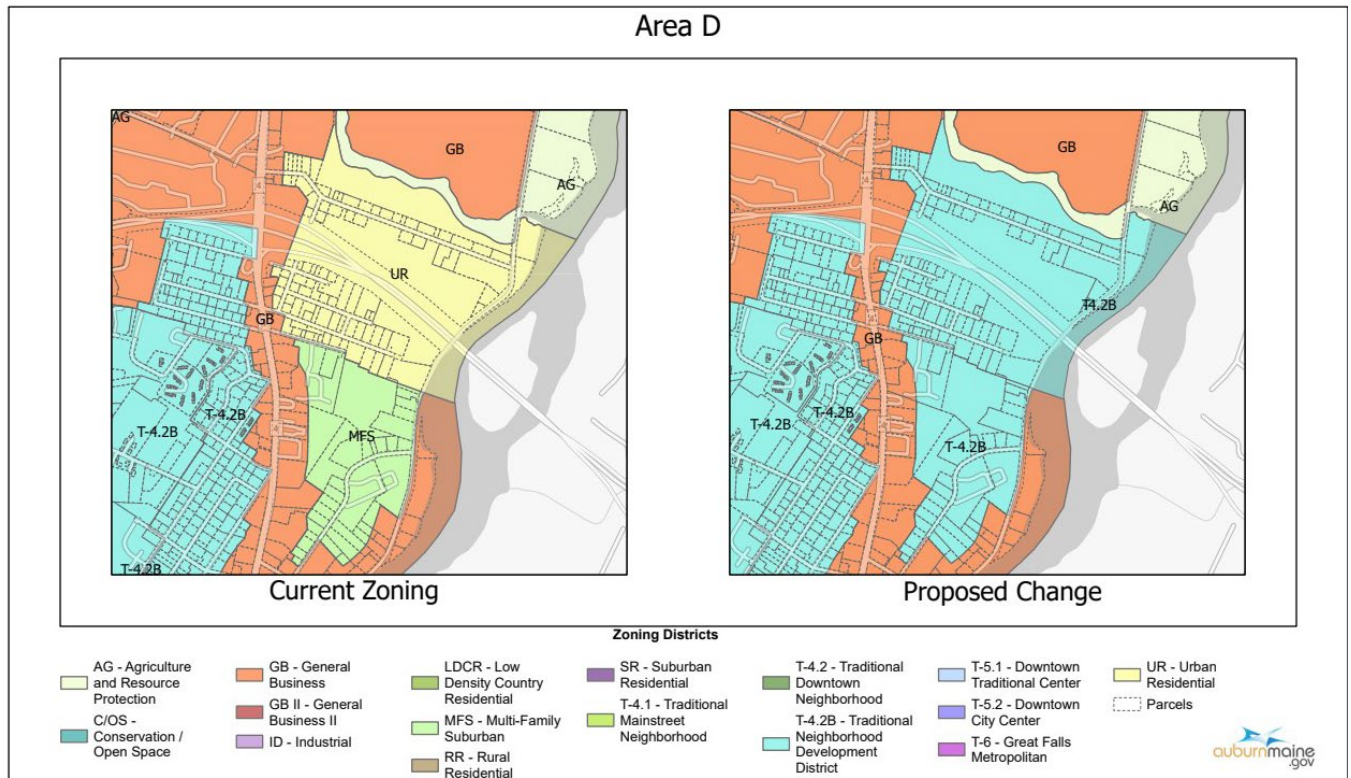 Area D
AG
GB
4
AG
UR
GB
4
T-4.2B
T-4.2B
MFS
T-4.2B
Current Zoning
GB
4
AG
T4.2B
4
GB
T-4.2B
T-4.2B
4
T-4.2B
Proposed Change
Zoning Districts
AG - Agriculture
and Resource
Protection
C/OS -
Conservation /
Open Space
GB - General
Business
GB II - General
Business II
ID - Industrial
LDCR - Low
Density Country
Residential
MFS - Multi-Family
Suburban
RR - Rural
Residential
SR - Suburban
Residential
T-4.1 - Traditional
Mainstreet
Neighborhood
T-4.2 - Traditional
Downtown
Neighborhood
T-4.2B - Traditional
Neighborhood
Development
District
T-5.1 - Downtown
Traditional Center
T-5.2 - Downtown
City Center
T-6 - Great Falls
Metropolitan
UR - Urban
Residential
Parcels
auburnmaine
.gov